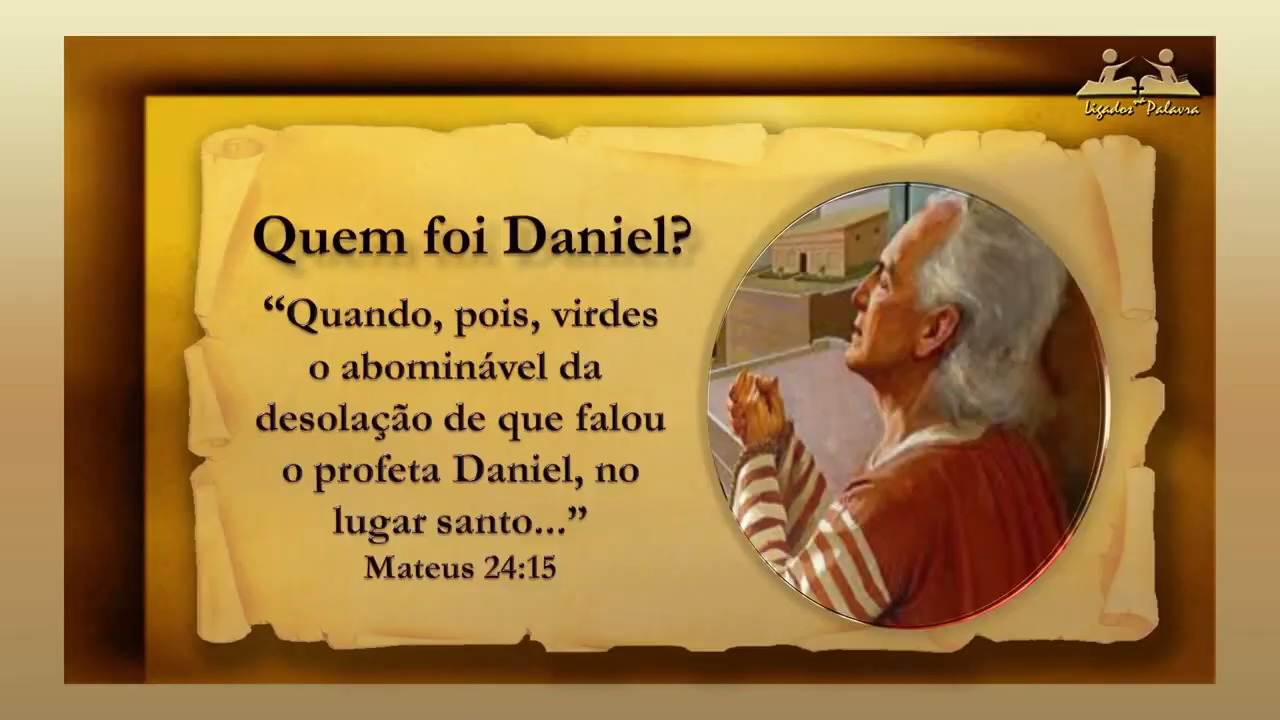 Ligados na Palavra
Quem foi Daniel?
“Quando, pois, virdes
o abominável da
desolação de que falou
o profeta Daniel, no
lugar santo...”
Mateus 24:15